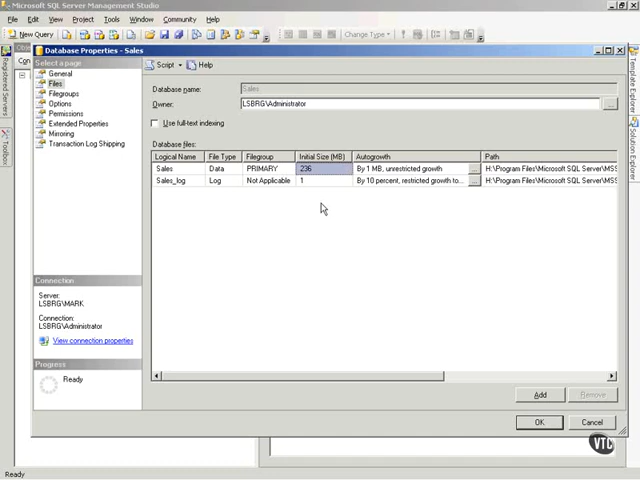 Microsoft SQL Server Management Studio
File Edit View Project Tools Window Community Help
New Query Change Type
Registered Servers
Toolbox
Template Explorer
Solution Explorer
Database Properties - Sales
Select a page
General
Files
Filegroups
Options
Permissions
Extended Properties
Mirroring
Transaction Log Shipping
Script Help
Database name: Sales
Owner: LSBRG\Administrator ...
Use full-text indexing
Database files:
Logical Name File Type Filegroup Initial Size (MB) Autogrowth Path
Sales Data PRIMARY 236 By 1 MB, unrestricted growth ... H:\Program Files\Microsoft SQL Server\MSS
Sales_log Log Not Applicable 1 By 10 percent, restricted growth to... ... H:\Program Files\Microsoft SQL Server\MSS
Connection
Server:
LSBRG\MARK
Connection:
LSBRG\Administrator
View connection properties
Progress
Ready
Add Remove
OK Cancel
VTC
Ready